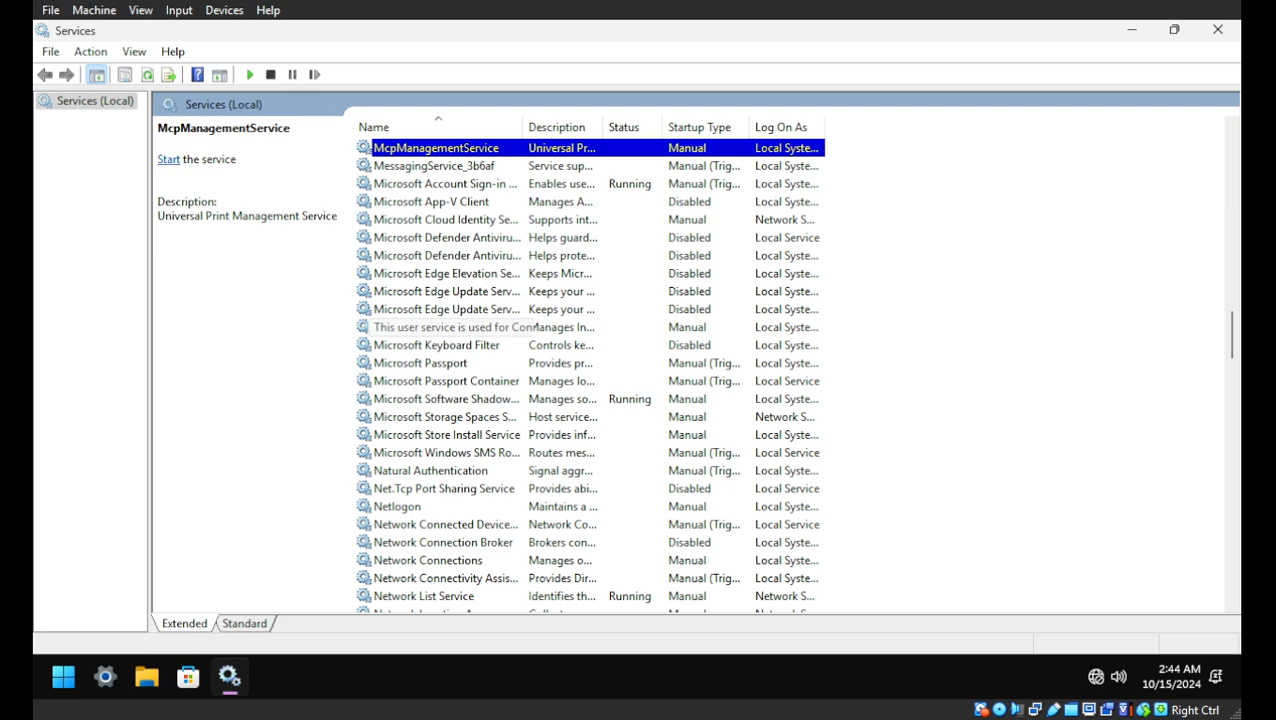 File Machine View Input Devices Help
Services
File Action View Help
Services (Local)
Services (Local)
McpManagementService
Start the service
Description:
Universal Print Management Service
Name Description Status Startup Type Log On As
McpManagementService Universal Pr... Manual Local Syste...
MessagingService_3b6af Service sup... Manual (Trig... Local Syste...
Microsoft Account Sign-in ... Enables use... Running Manual (Trig... Local Syste...
Microsoft App-V Client Manages A... Disabled Local Syste...
Microsoft Cloud Identity Se... Supports int... Manual Network S...
Microsoft Defender Antiviru... Helps guard... Disabled Local Service
Microsoft Defender Antiviru... Helps prote... Disabled Local Syste...
Microsoft Edge Elevation Se... Keeps Micr... Disabled Local Syste...
Microsoft Edge Update Serv... Keeps your ... Disabled Local Syste...
Microsoft Edge Update Serv... Keeps your ... Disabled Local Syste...
This user service is used for Manages In... Manual Local Syste...
Microsoft Keyboard Filter Controls ke... Disabled Local Syste...
Microsoft Passport Provides pr... Manual (Trig... Local Syste...
Microsoft Passport Container Manages lo... Manual (Trig... Local Service
Microsoft Software Shadow... Manages so... Running Manual Local Syste...
Microsoft Storage Spaces S... Host service... Manual Network S...
Microsoft Store Install Service Provides inf... Manual Local Syste...
Microsoft Windows SMS Ro... Routes mes... Manual (Trig... Local Service
Natural Authentication Signal aggr... Manual (Trig... Local Syste...
Net.Tcp Port Sharing Service Provides abi... Disabled Local Service
Netlogon Maintains a ... Manual Local Syste...
Network Connected Device... Network Co... Manual (Trig... Local Service
Network Connection Broker Brokers con... Disabled Local Syste...
Network Connections Manages o... Manual Local Syste...
Network Connectivity Assis... Provides Dir... Manual (Trig... Local Syste...
Network List Service Identifies th... Running Manual Network S...
Extended Standard
2:44 AM
10/15/2024
Right Ctrl